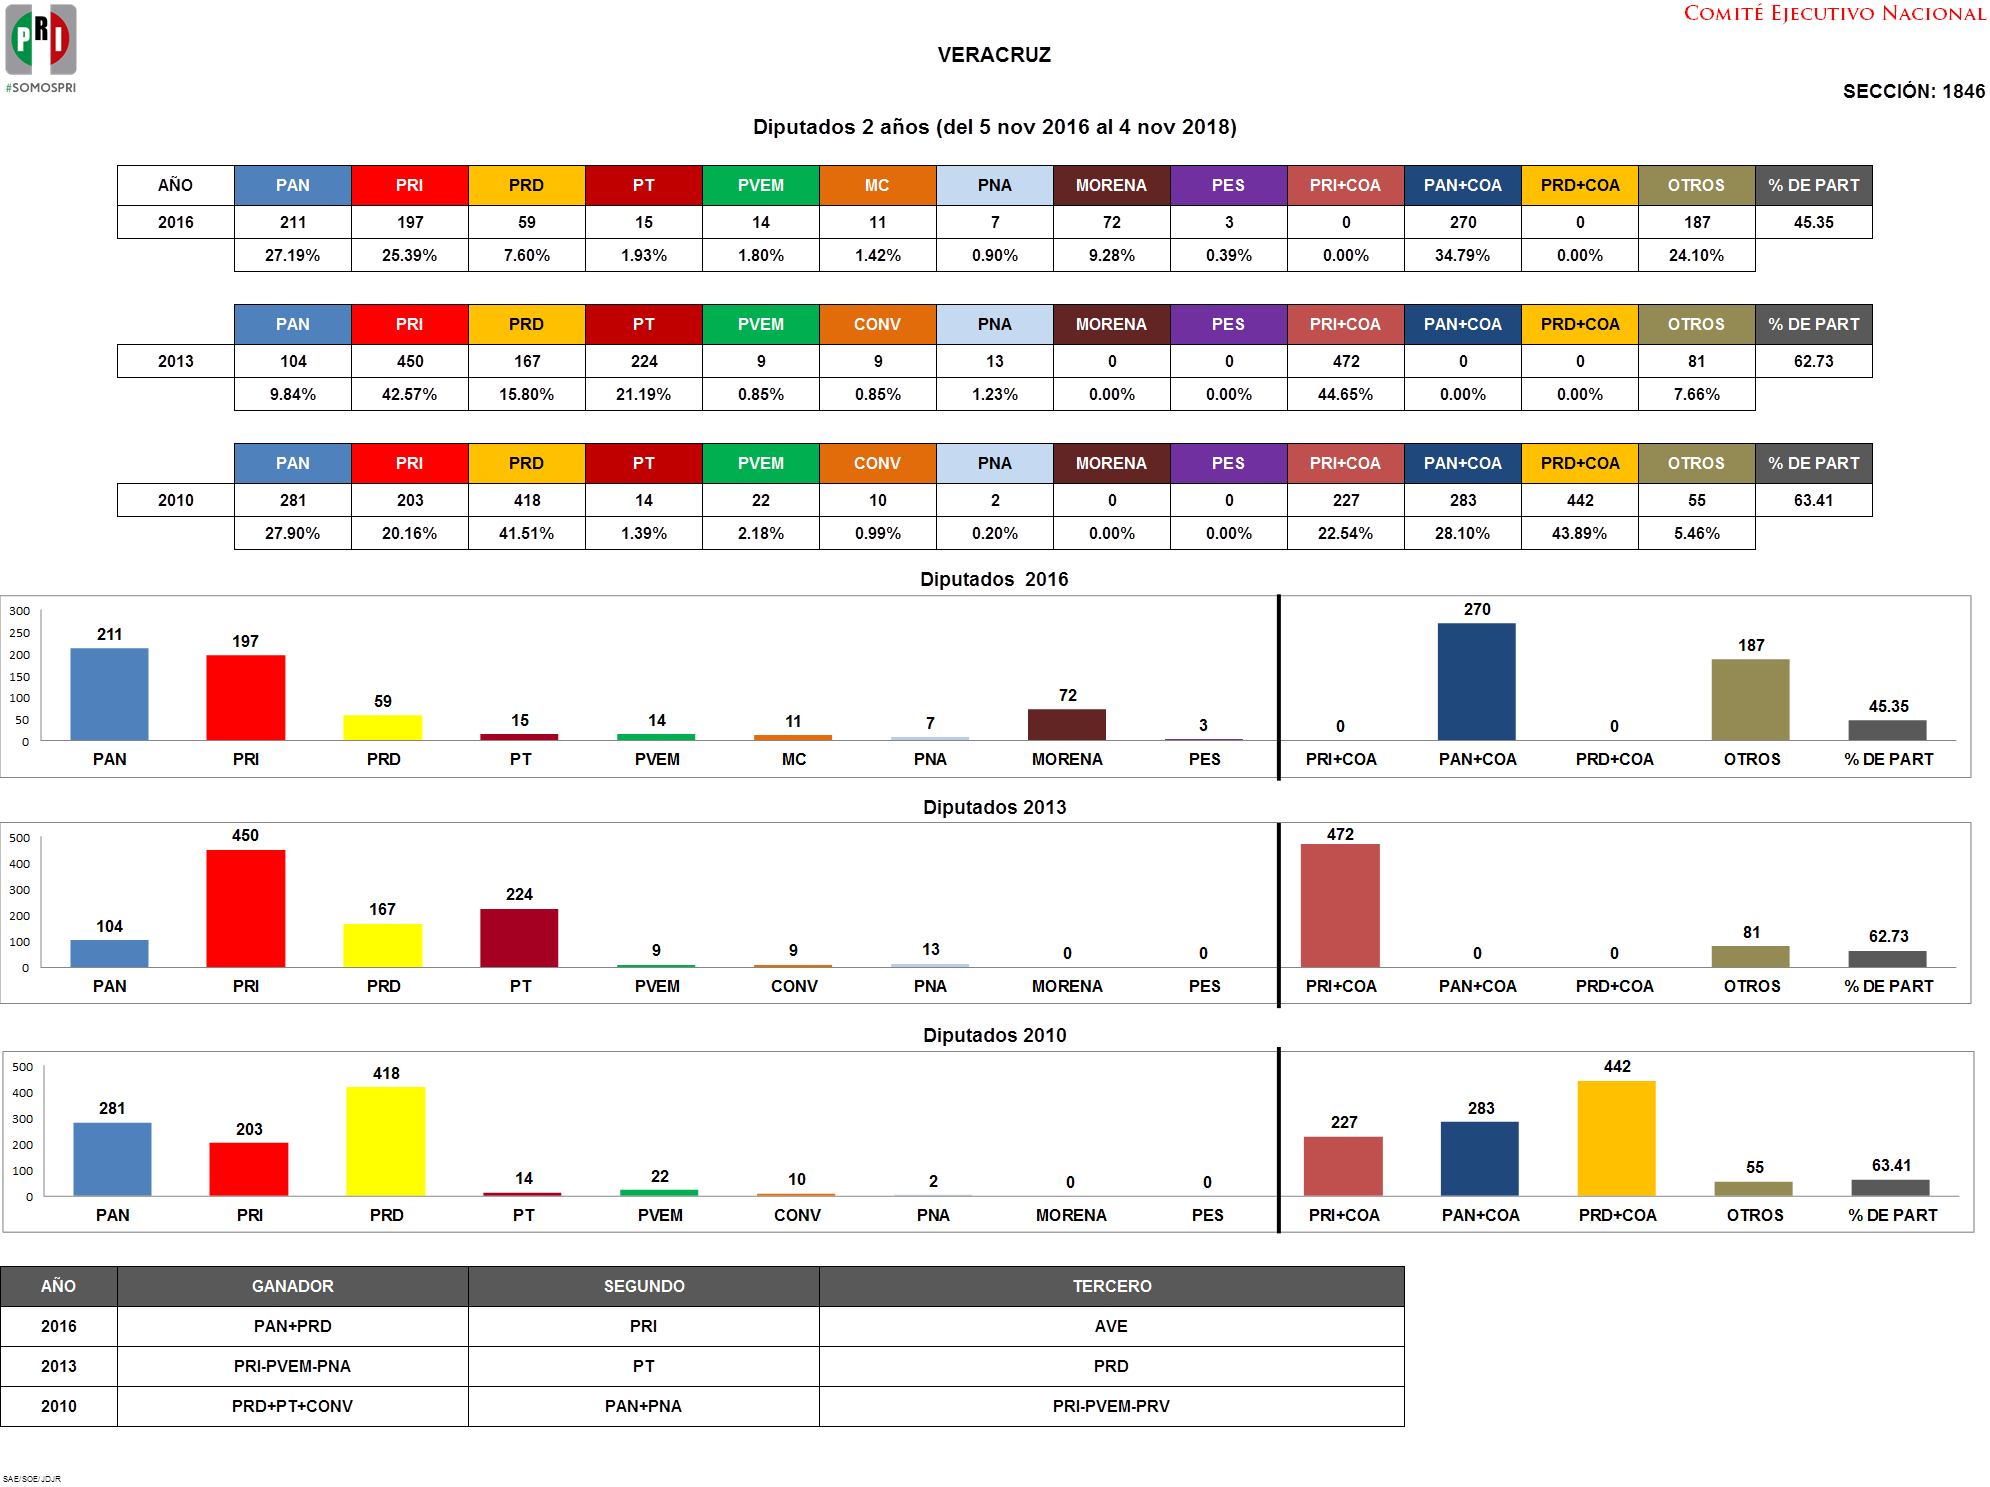 COMITÉ EJECUTIVO NACIONAL
PRI
#SOMOSPRI
VERACRUZ
SECCIÓN: 1846
Diputados 2 años (del 5 nov 2016 al 4 nov 2018)
AÑO PAN PRI PRD PT PVEM MC PNA MORENA PES PRI+COA PAN+COA PRD+COA OTROS % DE PART
2016 211 197 59 15 14 11 7 72 3 0 270 0 187 45.35
27.19% 25.39% 7.60% 1.93% 1.80% 1.42% 0.90% 9.28% 0.39% 0.00% 34.79% 0.00% 24.10%
PAN PRI PRD PT PVEM CONV PNA MORENA PES PRI+COA PAN+COA PRD+COA OTROS % DE PART
2013 104 450 167 224 9 9 13 0 0 472 0 0 81 62.73
9.84% 42.57% 15.80% 21.19% 0.85% 0.85% 1.23% 0.00% 0.00% 44.65% 0.00% 0.00% 7.66%
PAN PRI PRD PT PVEM CONV PNA MORENA PES PRI+COA PAN+COA PRD+COA OTROS % DE PART
2010 281 203 418 14 22 10 2 0 0 227 283 442 55 63.41
27.90% 20.16% 41.51% 1.39% 2.18% 0.99% 0.20% 0.00% 0.00% 22.54% 28.10% 43.89% 5.46%
Diputados 2016
300
250
200
150
100
50
0
211 197 59 15 14 11 7 72 3 0 270 0 187 45.35
PAN PRI PRD PT PVEM MC PNA MORENA PES PRI+COA PAN+COA PRD+COA OTROS % DE PART
Diputados 2013
500
400
300
200
100
0
104 450 167 224 9 9 13 0 0 472 0 0 81 62.73
PAN PRI PRD PT PVEM CONV PNA MORENA PES PRI+COA PAN+COA PRD+COA OTROS % DE PART
Diputados 2010
500
400
300
200
100
0
281 203 418 14 22 10 2 0 0 227 283 442 55 63.41
PAN PRI PRD PT PVEM CONV PNA MORENA PES PRI+COA PAN+COA PRD+COA OTROS % DE PART
AÑO GANADOR SEGUNDO TERCERO
2016 PAN+PRD PRI AVE
2013 PRI-PVEM-PNA PT PRD
2010 PRD+PT+CONV PAN+PNA PRI-PVEM-PRV
SAE/SOE/JDJR